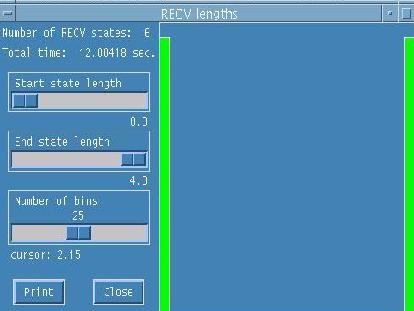 RECV lengths
Number of RECV states: 6
Total time: 12.00418 sec.
Start state length
0.0
End state length
4.0
Number of bins
25
cursor: 2.15
Print
Close